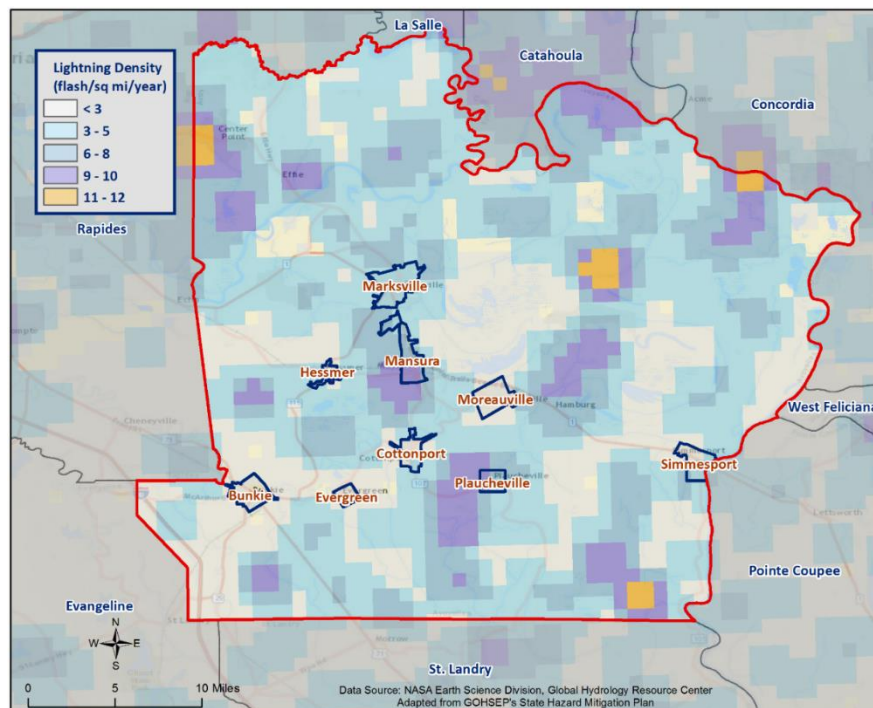 La Salle
Catahoula
Concordia
Lightning Density
(flash/sq mi/year)
< 3
3 - 5
6 - 8
9 - 10
11 - 12
Acme
Center
Point
Effie
Rapides
Marksville
Hessmer
Mansura
Moreauville
Hamburg
West Feliciana
Cheneyville
Cottonport
Simmesport
Bunkie
Evergreen
Plaucheville
Lettsworth
Pointe Coupee
Evangeline
N
W E
S
St. Landry
0 5 10 Miles
Data Source: NASA Earth Science Division, Global Hydrology Resource Center
Adapted from GOHSEP's State Hazard Mitigation Plan